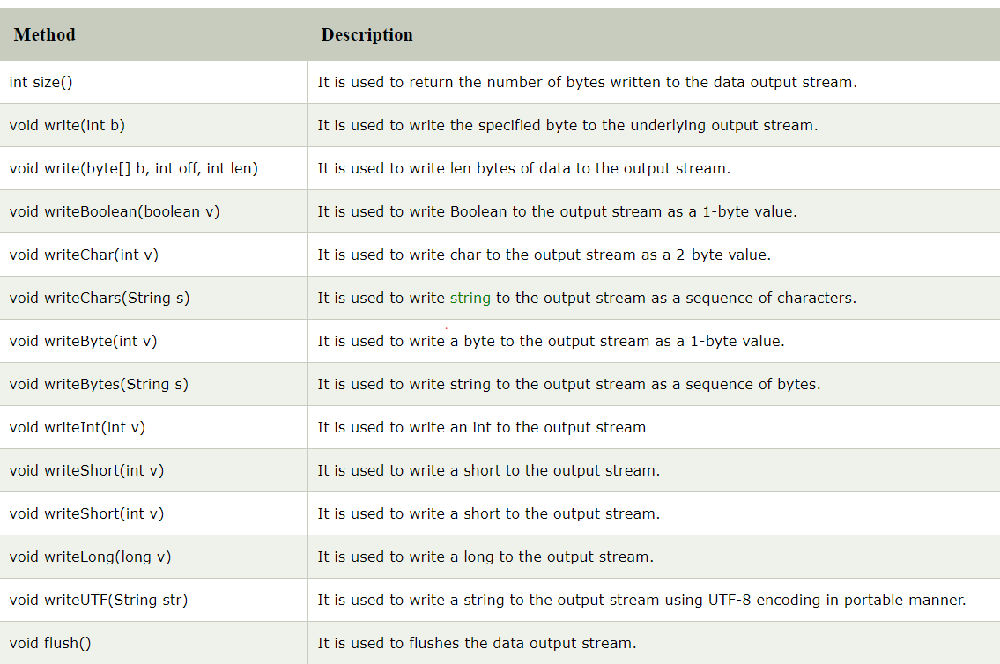 Method Description
int size() It is used to return the number of bytes written to the data output stream.
void write(int b) It is used to write the specified byte to the underlying output stream.
void write(byte[] b, int off, int len) It is used to write len bytes of data to the output stream.
void writeBoolean(boolean v) It is used to write Boolean to the output stream as a 1-byte value.
void writeChar(int v) It is used to write char to the output stream as a 2-byte value.
void writeChars(String s) It is used to write string to the output stream as a sequence of characters.
void writeByte(int v) It is used to write a byte to the output stream as a 1-byte value.
void writeBytes(String s) It is used to write string to the output stream as a sequence of bytes.
void writeInt(int v) It is used to write an int to the output stream
void writeShort(int v) It is used to write a short to the output stream.
void writeShort(int v) It is used to write a short to the output stream.
void writeLong(long v) It is used to write a long to the output stream.
void writeUTF(String str) It is used to write a string to the output stream using UTF-8 encoding in portable manner.
void flush() It is used to flushes the data output stream.